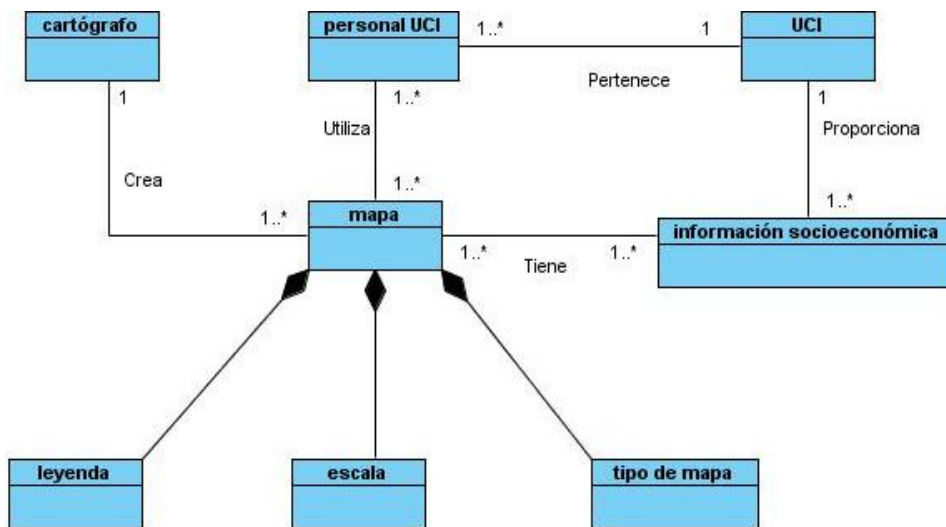 cartógrafo
personal UCI
UCI
1..*
1
Pertenece
1
1..*
1
Utiliza
Proporciona
Crea
1..*
1..*
1..*
mapa
información socioeconómica
1..*
1..*
Tiene
leyenda
escala
tipo de mapa